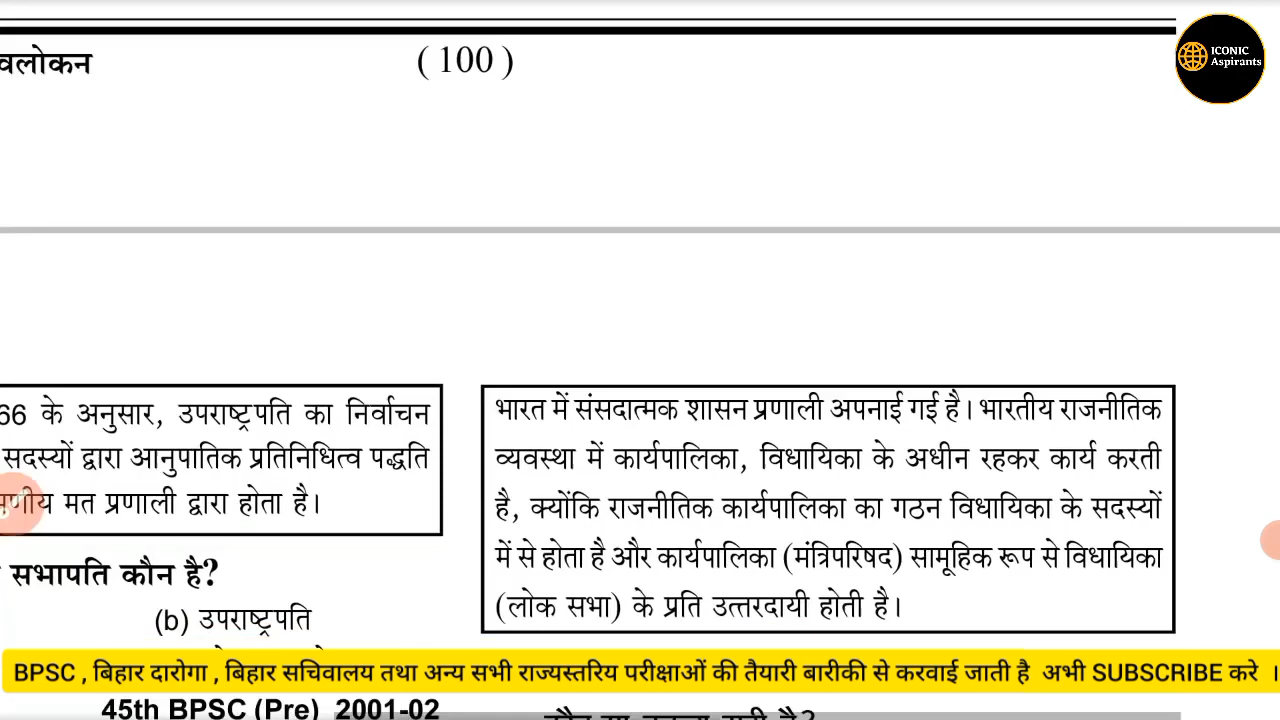 वलोकन
( 100 )
ICONIC
Aspirants
66 के अनुसार, उपराष्ट्रपति का निर्वाचन
सदस्यों द्वारा आनुपातिक प्रतिनिधित्व पद्धति
मणीय मत प्रणाली द्वारा होता है।
सभापति कौन है?
(b) उपराष्ट्रपति
भारत में संसदात्मक शासन प्रणाली अपनाई गई है। भारतीय राजनीतिक
व्यवस्था में कार्यपालिका, विधायिका के अधीन रहकर कार्य करती
है, क्योंकि राजनीतिक कार्यपालिका का गठन विधायिका के सदस्यों
में से होता है और कार्यपालिका (मंत्रिपरिषद) सामूहिक रूप से विधायिका
(लोक सभा) के प्रति उत्तरदायी होती है।
BPSC , बिहार दारोगा , बिहार सचिवालय तथा अन्य सभी राज्यस्तरिय परीक्षाओं की तैयारी बारीकी से करवाई जाती है अभी SUBSCRIBE करे ।
45th BPSC (Pre) 2001-02